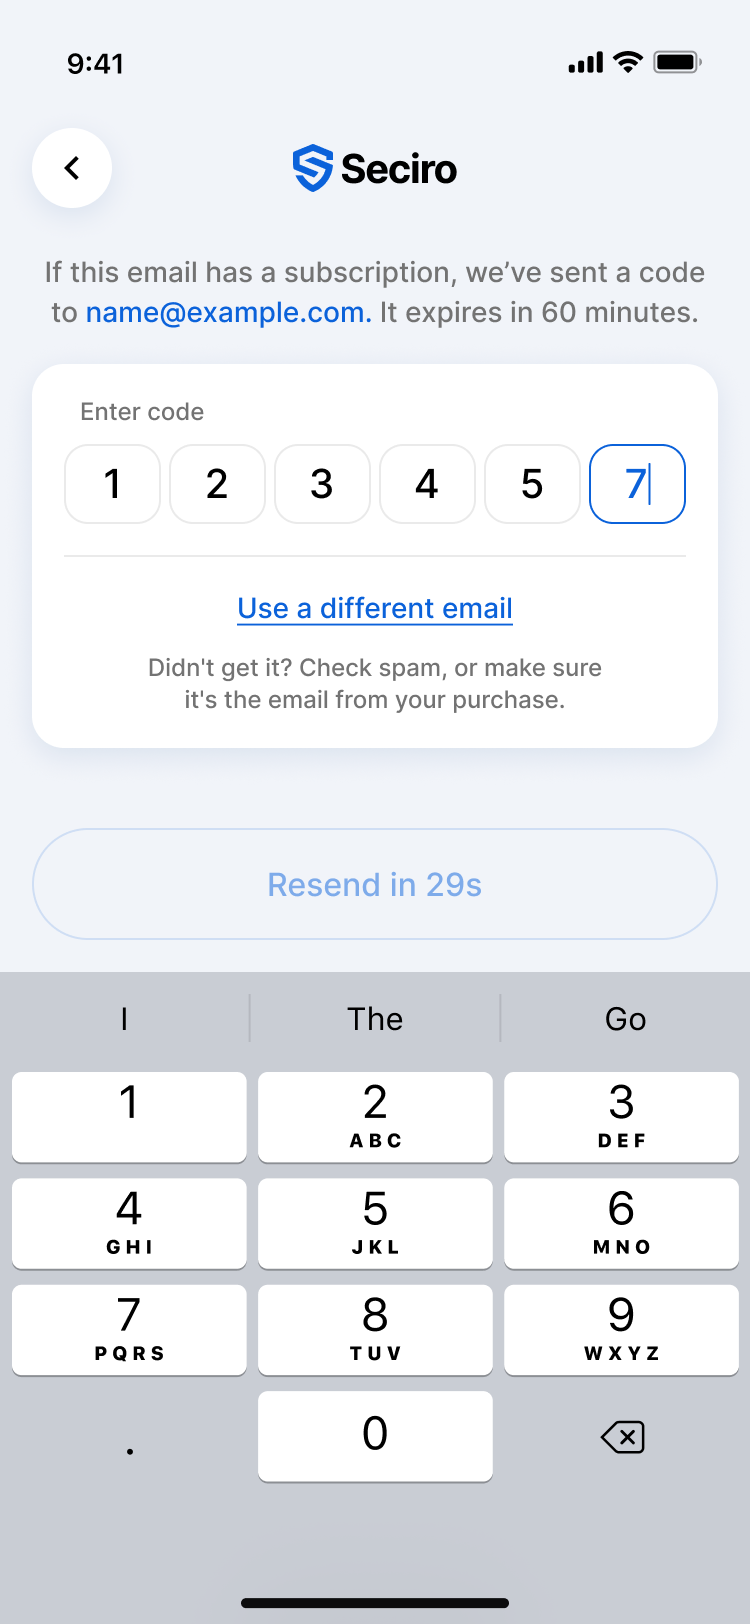 9:41
Seciro
If this email has a subscription, we’ve sent a code
to name@example.com. It expires in 60 minutes.
Enter code
1 2 3 4 5 7
Use a different email
Didn't get it? Check spam, or make sure
it's the email from your purchase.
Resend in 29s
I The Go
1 2 3
ABC DEF
4 5 6
GHI JKL MNO
7 8 9
PQRS TUV WXYZ
. 0